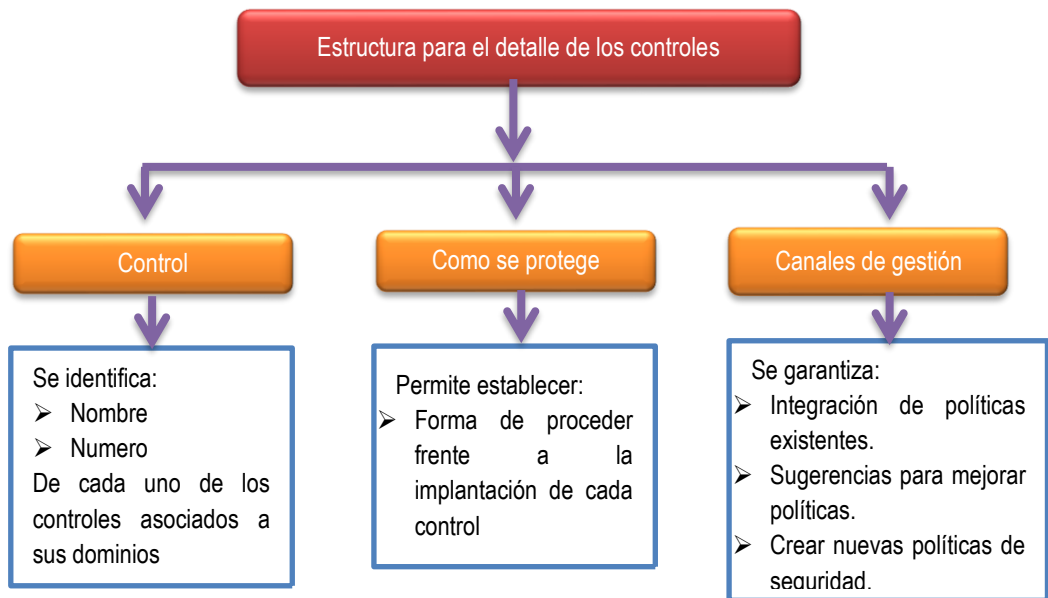 Estructura para el detalle de los controles
Control
Como se protege
Canales de gestión
Se identifica:
➢ Nombre
➢ Numero
De cada uno de los
controles asociados a
sus dominios
Permite establecer:
➢ Forma de proceder
frente a la
implantación de cada
control
Se garantiza:
➢ Integración de políticas
existentes.
➢ Sugerencias para mejorar
políticas.
➢ Crear nuevas políticas de
seguridad.